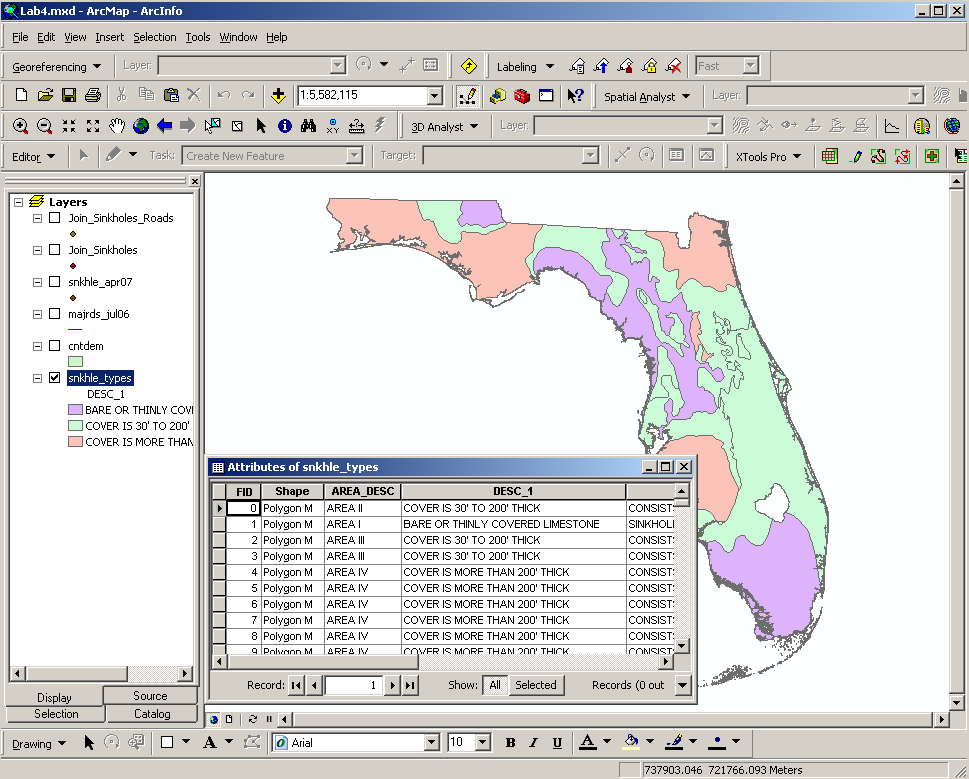 Lab4.mxd - ArcMap - ArcInfo
File Edit View Insert Selection Tools Window Help
Georeferencing Layer: Labeling Fast
1:5,582,115 Spatial Analyst Layer:
3D Analyst Layer:
Editor Task: Create New Feature Target: XTools Pro
Layers
Join_Sinkholes_Roads
Join_Sinkholes
snkhle_apr07
majrds_jul06
cntdem
snkhle_types
DESC_1
BARE OR THINLY COVI
COVER IS 30' TO 200'
COVER IS MORE THAN
Attributes of snkhle_types
FID Shape AREA_DESC DESC_1
0 Polygon M AREA II COVER IS 30' TO 200' THICK CONSIST
1 Polygon M AREA I BARE OR THINLY COVERED LIMESTONE SINKHOL
2 Polygon M AREA III COVER IS 30' TO 200' THICK CONSIST
3 Polygon M AREA III COVER IS 30' TO 200' THICK CONSIST
4 Polygon M AREA IV COVER IS MORE THAN 200' THICK CONSIST
5 Polygon M AREA IV COVER IS MORE THAN 200' THICK CONSIST
6 Polygon M AREA IV COVER IS MORE THAN 200' THICK CONSIST
7 Polygon M AREA IV COVER IS MORE THAN 200' THICK CONSIST
8 Polygon M AREA IV COVER IS MORE THAN 200' THICK CONSIST
9 Polygon M AREA IV COVER IS MORE THAN 200' THICK CONSIST
Record: 1 Show: All Selected Records (0 out
Display Source
Selection Catalog
Drawing A Arial 10 B I U A
737903.046 721766.093 Meters